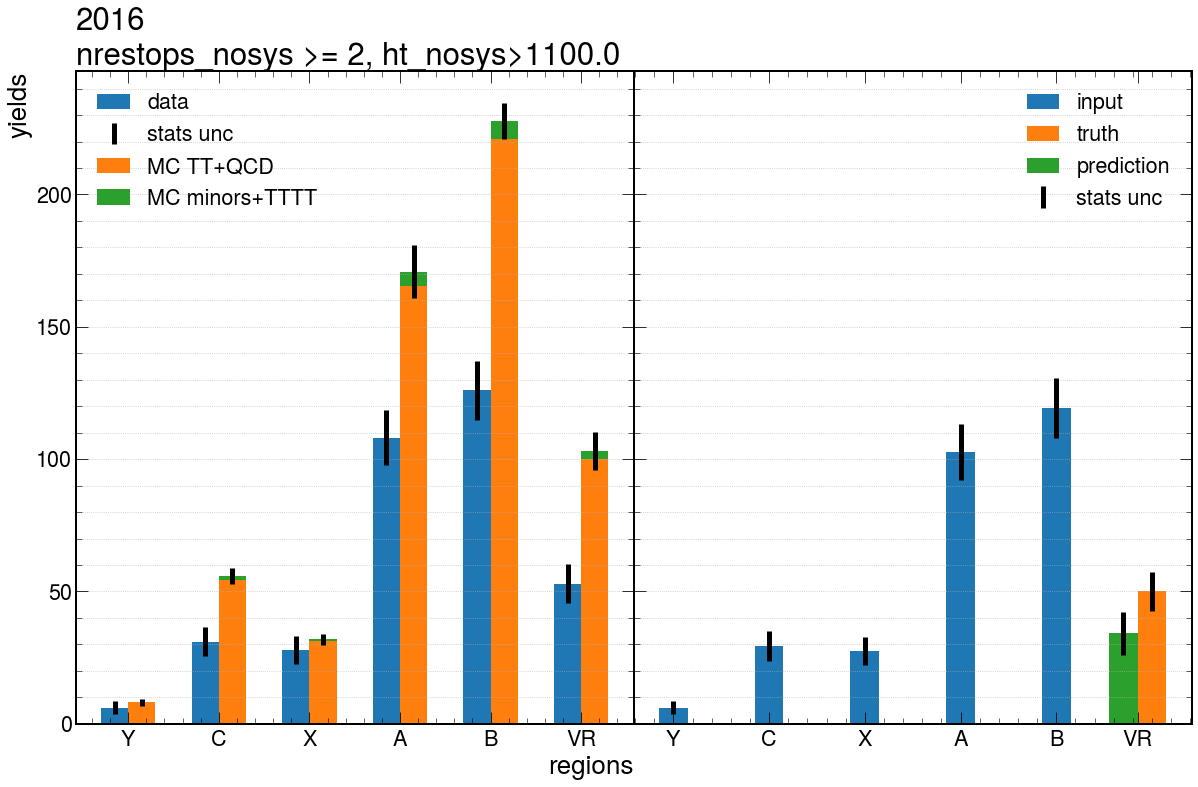 2016
nrestops_nosys >= 2, ht_nosys>1100.0
yields
data
stats unc
MC TT+QCD
MC minors+TTTT
input
truth
prediction
stats unc
200
150
100
50
0
Y C X A B VR
Y C X A B VR
regions